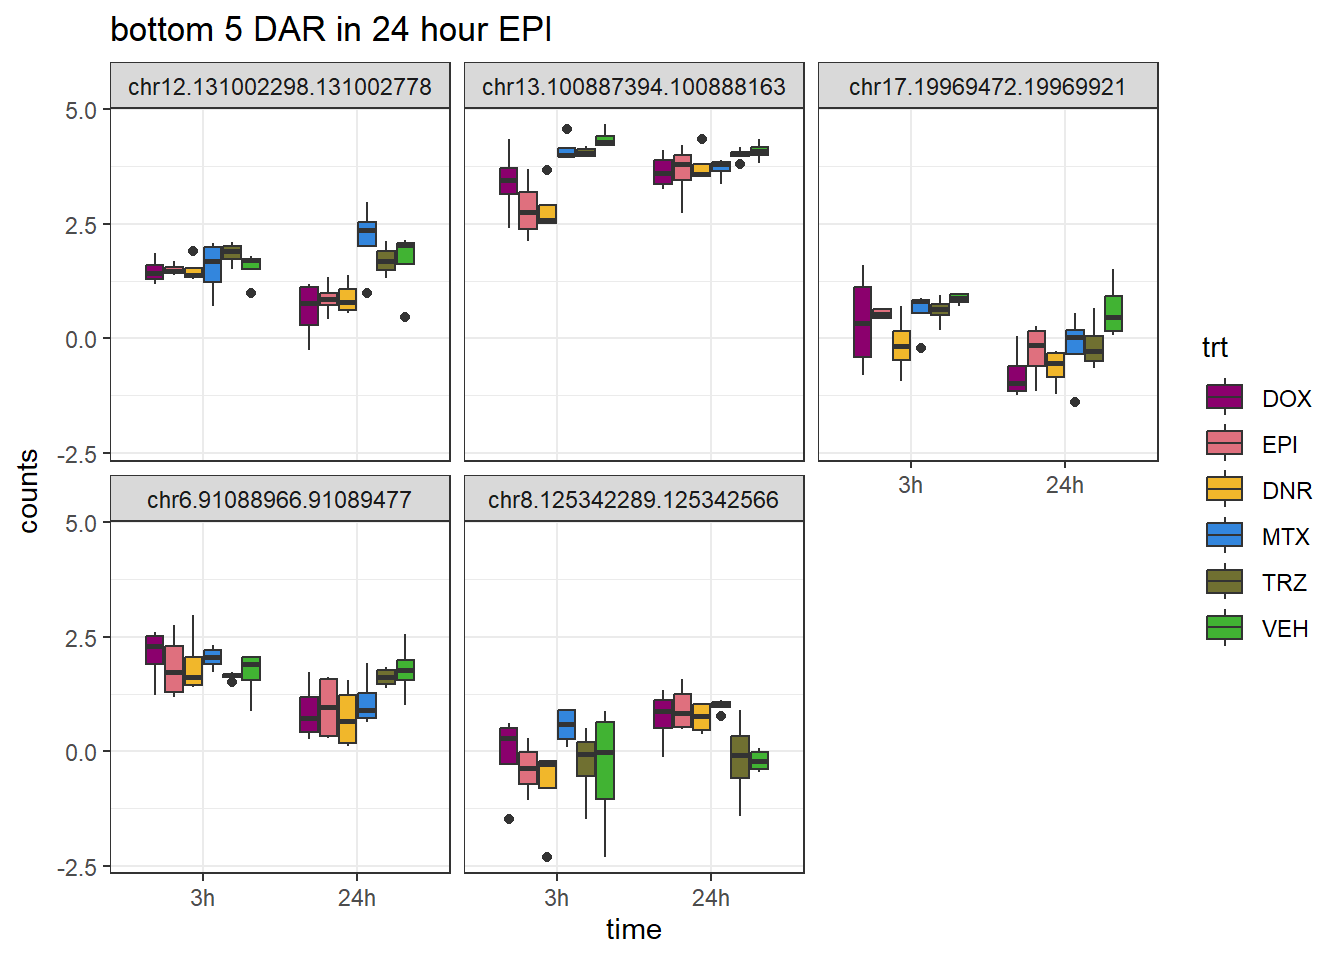 bottom 5 DAR in 24 hour EPI
chr12.131002298.131002778
chr13.100887394.100888163
chr17.19969472.19969921
5.0
2.5
0.0
-2.5
3h
24h
chr6.91088966.91089477
chr8.125342289.125342566
5.0
2.5
0.0
-2.5
3h
24h
3h
24h
time
counts
trt
DOX
EPI
DNR
MTX
TRZ
VEH